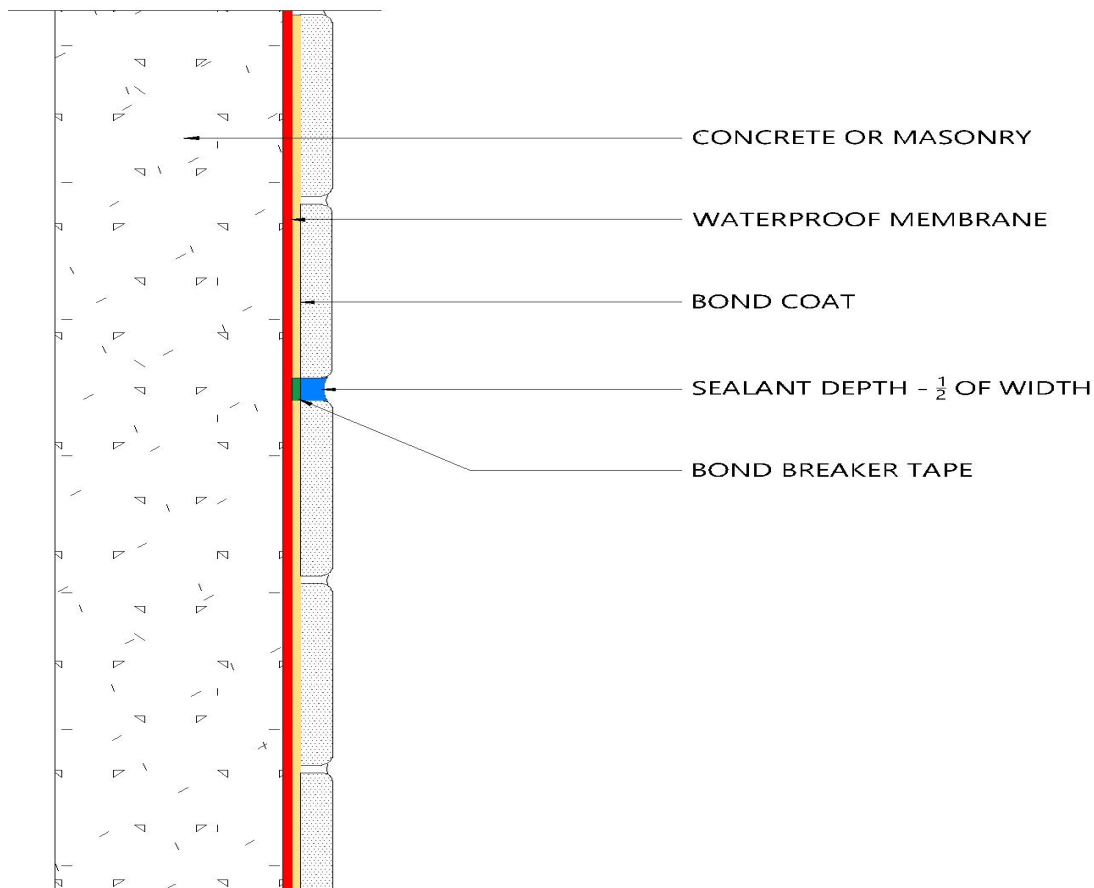 CONCRETE OR MASONRY
WATERPROOF MEMBRANE
BOND COAT
SEALANT DEPTH - 1/2 OF WIDTH
BOND BREAKER TAPE